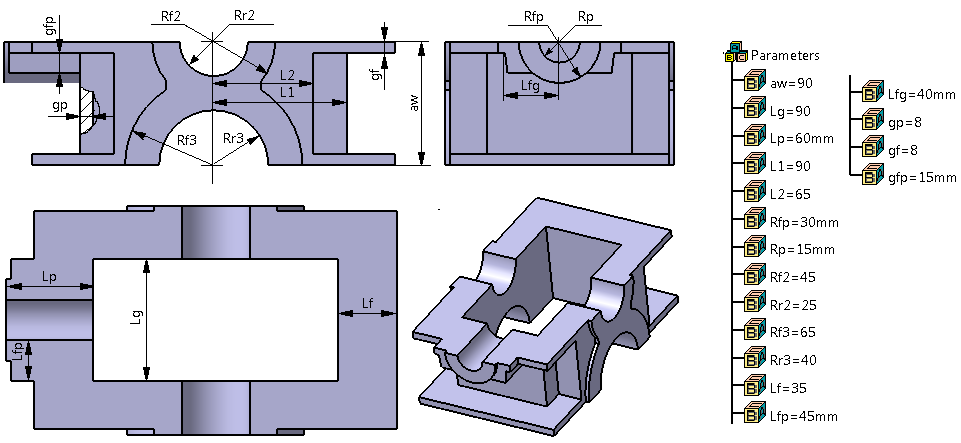 Rf2
Rr2
gfp
gp
L2
L1
Rf3
Rr3
gf
aw
Rfp
Rp
Lfg
Lp
Lg
Lf
Lfp
Parameters
aw=90
Lg=90
Lp=60mm
L1=90
L2=65
Rfp=30mm
Rp=15mm
Rf2=45
Rr2=25
Rf3=65
Rr3=40
Lf=35
Lfp=45mm
Lfg=40mm
gp=8
gf=8
gfp=15mm